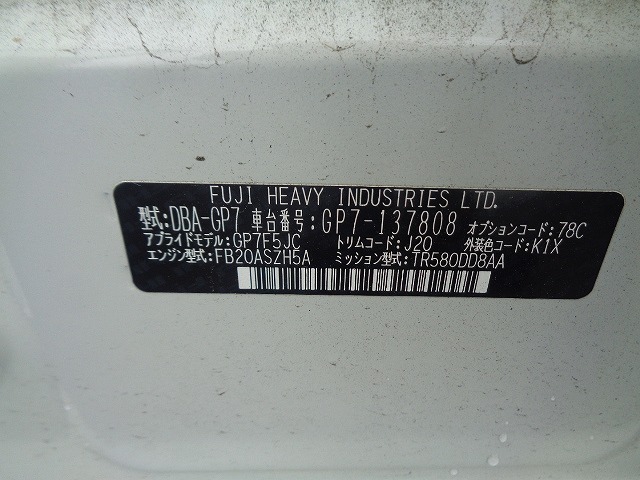 FUJI HEAVY INDUSTRIES LTD.
型式:DBA-GP7 車台番号:GP7-137808 オプションコード:78C
アプライドモデル:GP7F5JC トリムコード:J20 外装色コード:K1X
エンジン型式:FB20ASZH5A ミッション型式:TR580DD8AA